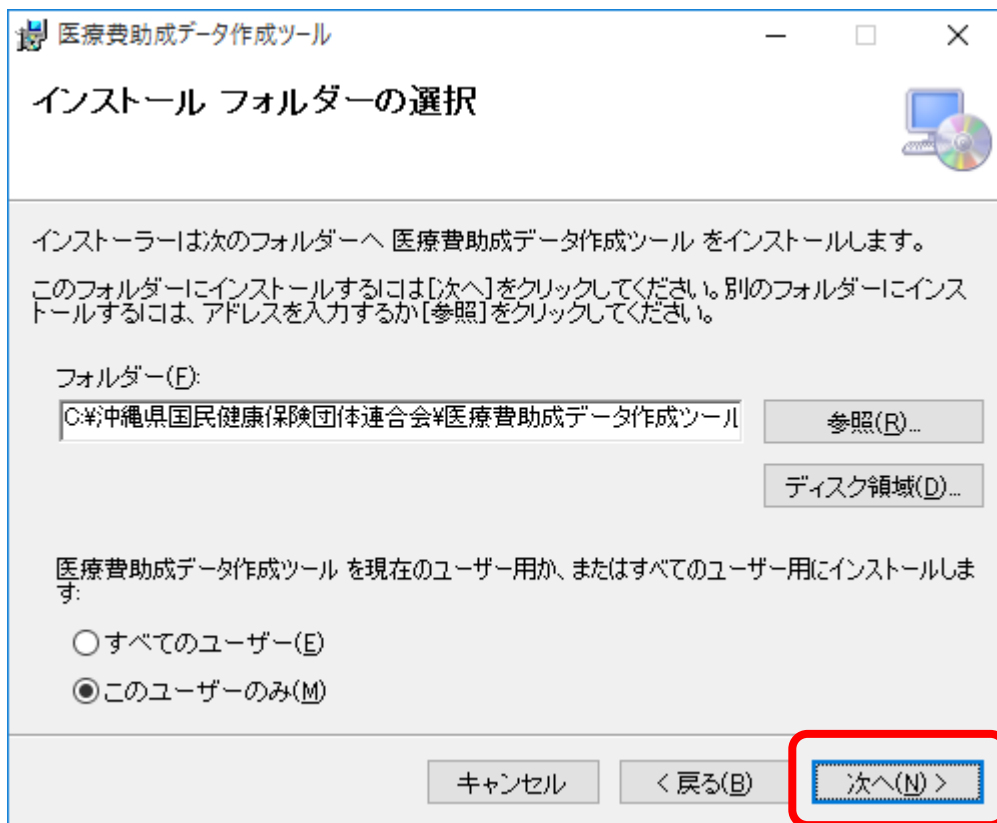 医療費助成データ作成ツール
インストール フォルダーの選択
インストーラーは次のフォルダーへ 医療費助成データ作成ツール をインストールします。
このフォルダーにインストールするには[次へ]をクリックしてください。別のフォルダーにインス
トールするには、アドレスを入力するか[参照]をクリックしてください。
フォルダー(F):
C:¥沖縄県国民健康保険団体連合会¥医療費助成データ作成ツール
参照(R)...
ディスク領域(D)...
医療費助成データ作成ツール を現在のユーザー用か、またはすべてのユーザー用にインストールしま
す:
すべてのユーザー(E)
このユーザーのみ(M)
キャンセル
< 戻る(B)
次へ(N) >